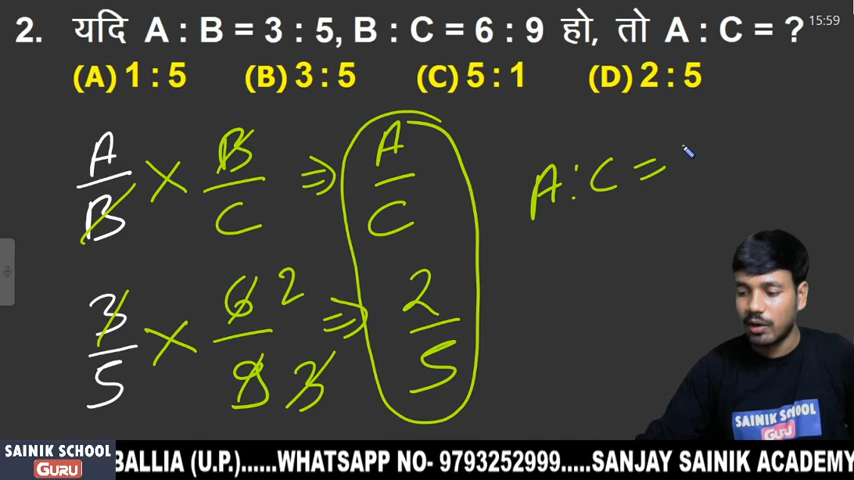 2. यदि A : B = 3 : 5, B : C = 6 : 9 हो, तो A : C = ?
15:59
(A) 1 : 5 (B) 3 : 5 (C) 5 : 1 (D) 2 : 5
A/B × B/C ⇒ A/C
A : C =
3/5 × 6/9 2 3 ⇒ 2/5
SAINIK SCHOOL
GURU
SAINIK SCHOOL
GURU
BALLIA (U.P.)......WHATSAPP NO- 9793252999.....SANJAY SAINIK ACADEMY